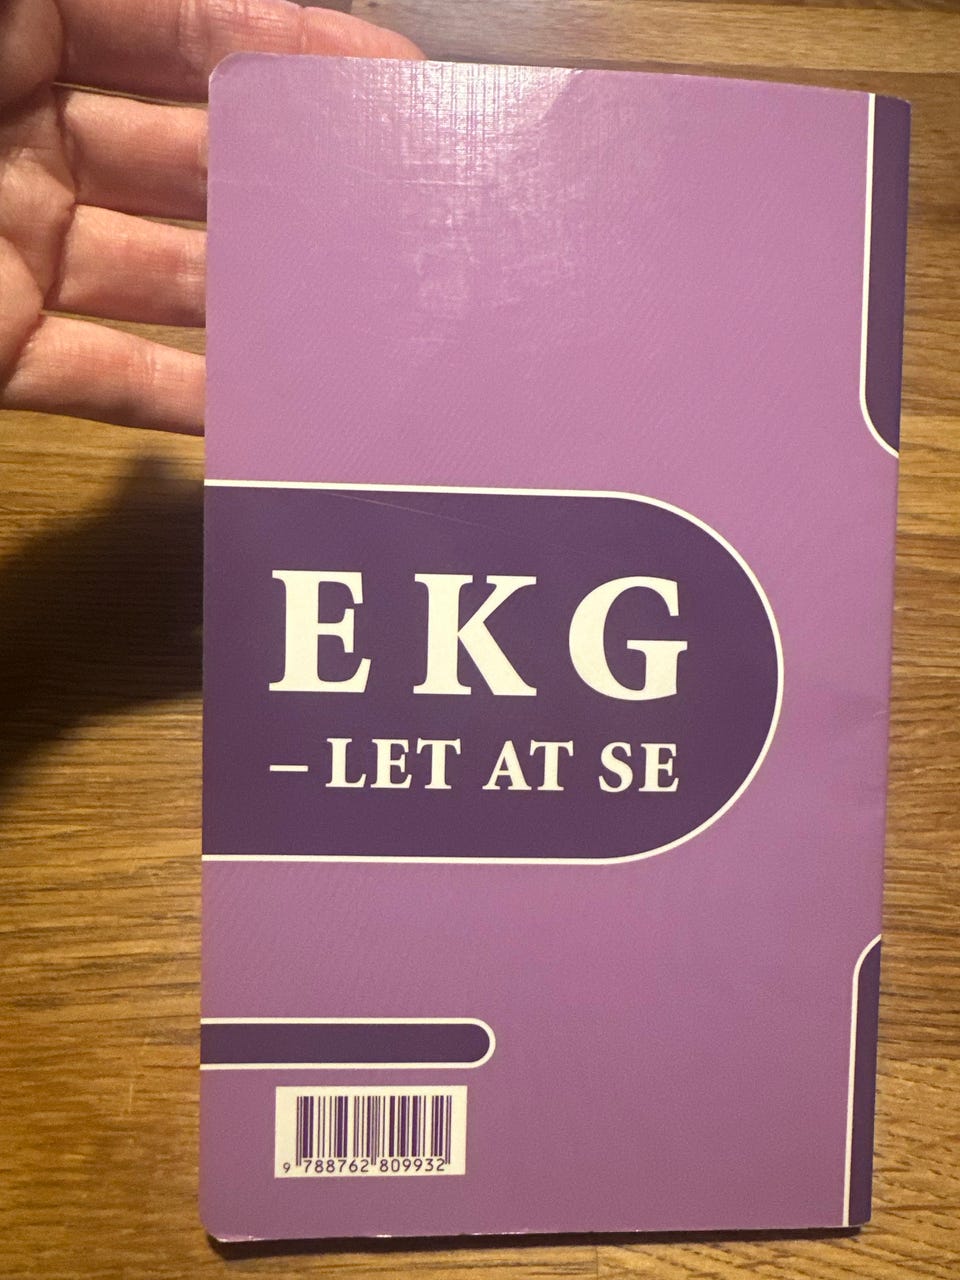 EKG
– LET AT SE
9 788762 809932